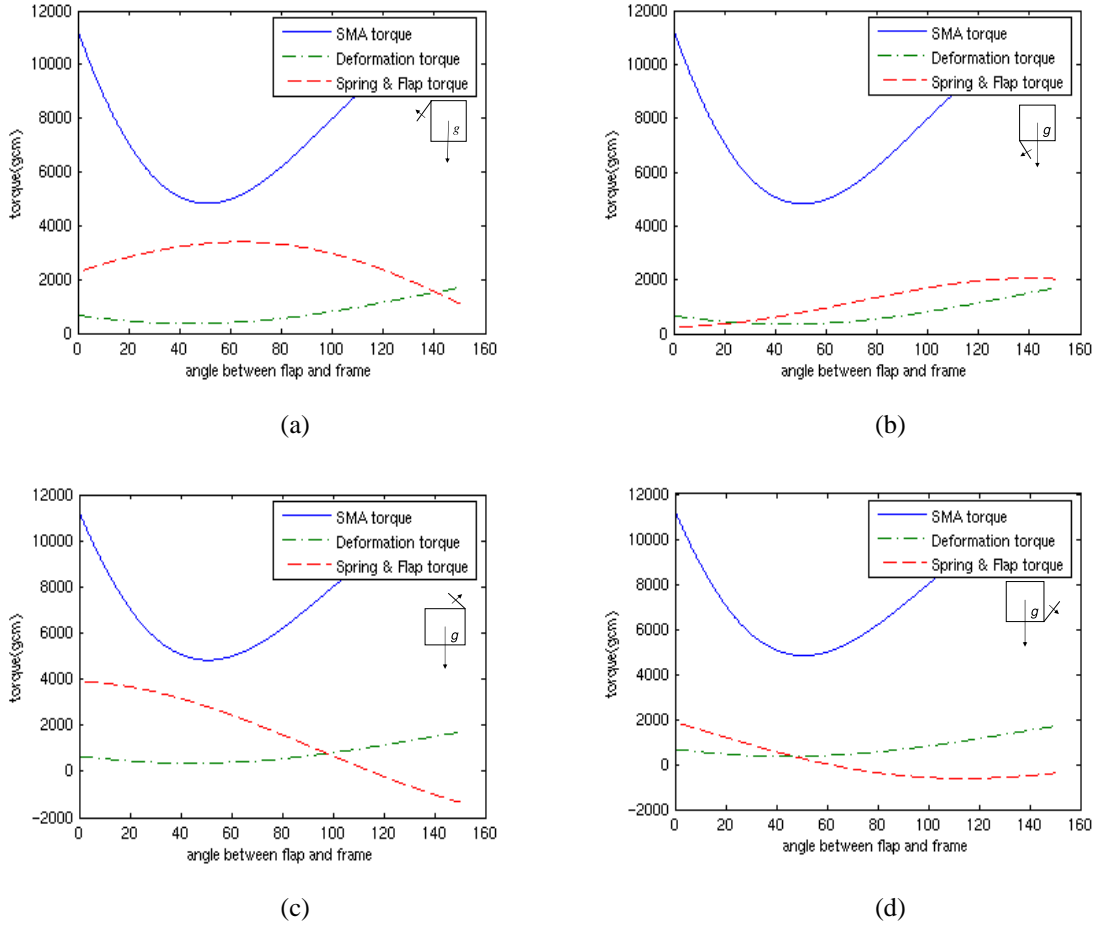 12000
10000
8000
6000
4000
2000
0
torque(gcm)
SMA torque
Deformation torque
Spring & Flap torque
g
0 20 40 60 80 100 120 140 160
angle between flap and frame
(a)
12000
10000
8000
6000
4000
2000
0
torque(gcm)
SMA torque
Deformation torque
Spring & Flap torque
g
0 20 40 60 80 100 120 140 160
angle between flap and frame
(b)
12000
10000
8000
6000
4000
2000
0
−2000
torque(gcm)
SMA torque
Deformation torque
Spring & Flap torque
g
0 20 40 60 80 100 120 140 160
angle between flap and frame
(c)
12000
10000
8000
6000
4000
2000
0
−2000
torque(gcm)
SMA torque
Deformation torque
Spring & Flap torque
g
0 20 40 60 80 100 120 140 160
angle between flap and frame
(d)